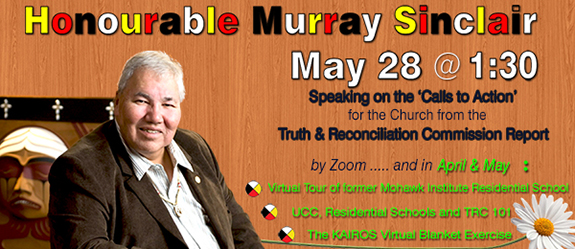 Honourable Murray Sinclair
May 28 @ 1:30
Speaking on the 'Calls to Action'
for the Church from the
Truth & Reconciliation Commission Report
by Zoom ..... and in April & May :
Virtual Tour of former Mohawk Institute Residential School
UCC, Residential Schools and TRC 101
The KAIROS Virtual Blanket Exercise